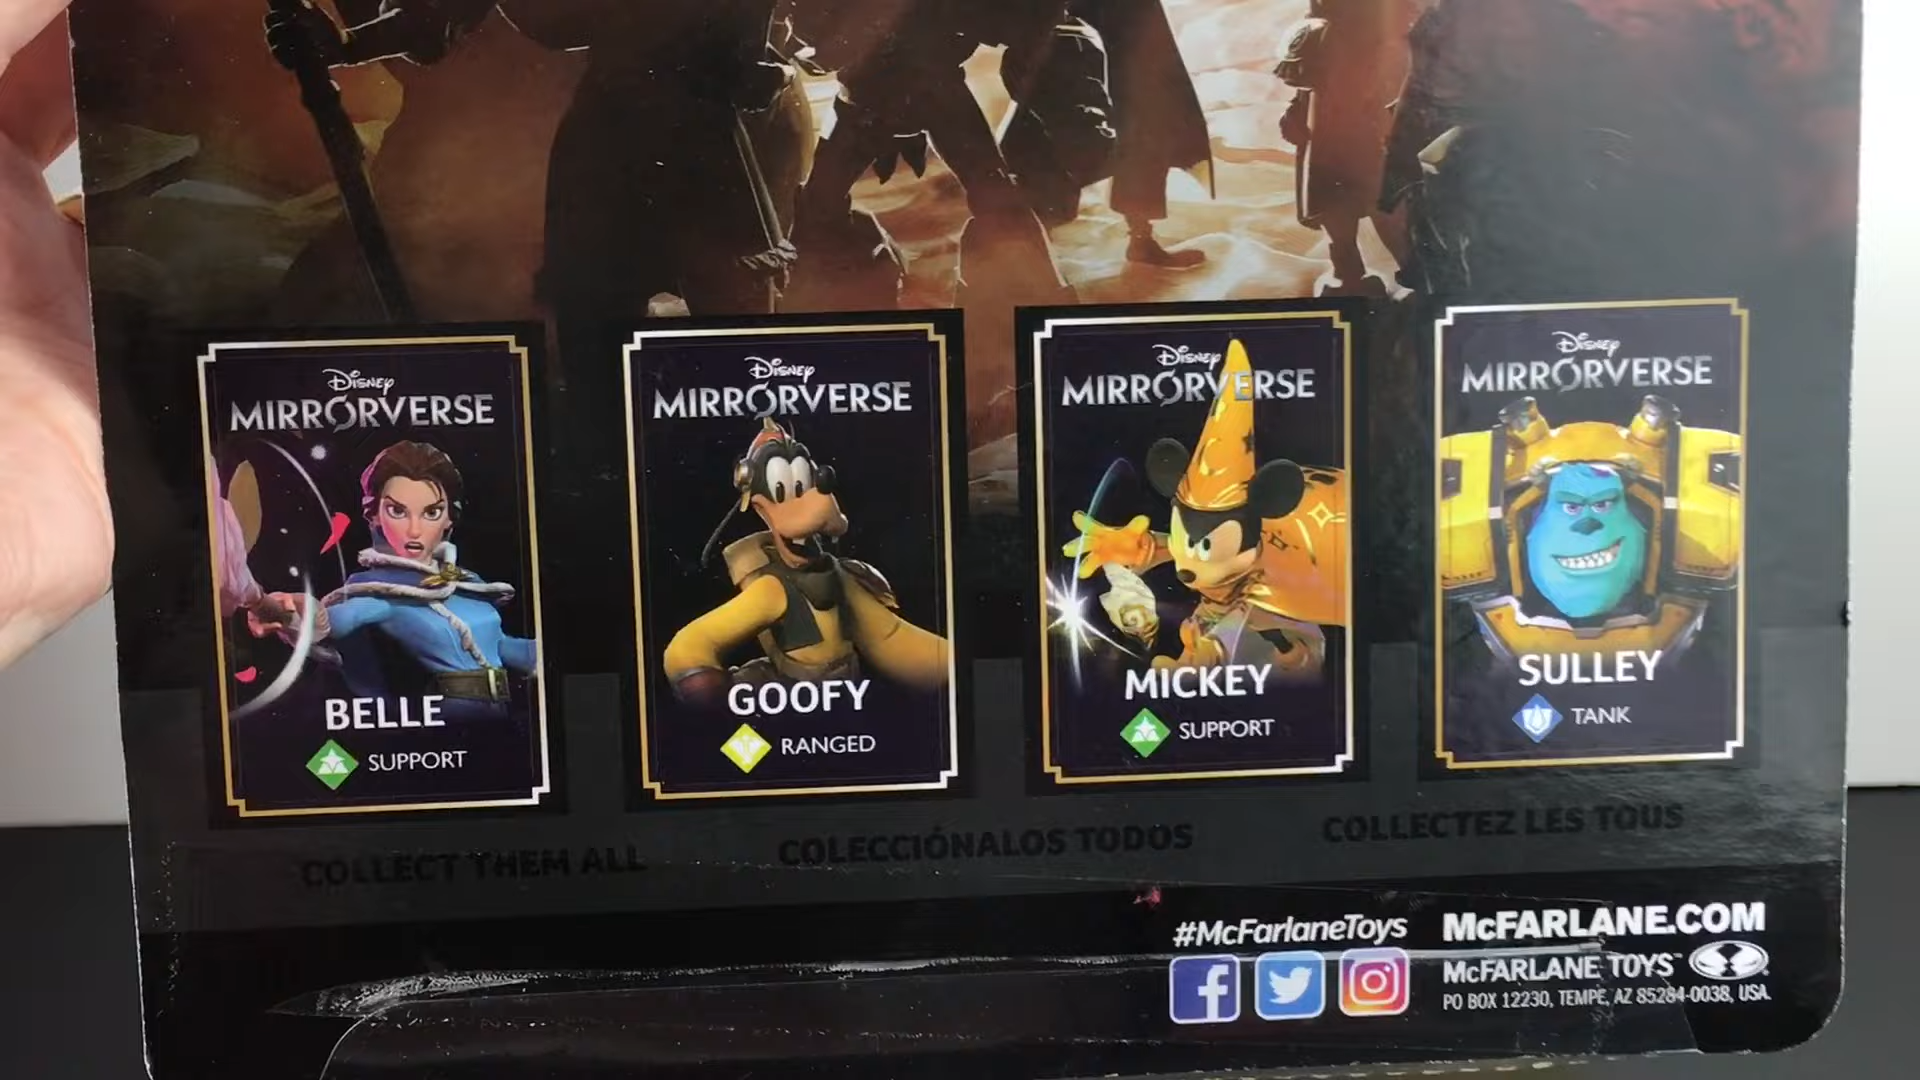 Disney
MIRRORVERSE
BELLE
SUPPORT
Disney
MIRRORVERSE
GOOFY
RANGED
Disney
MIRRORVERSE
MICKEY
SUPPORT
Disney
MIRRORVERSE
SULLEY
TANK
COLLECT THEM ALL
COLECCIÓNALOS TODOS
COLLECTEZ LES TOUS
#McFarlaneToys
McFARLANE.COM
McFARLANE TOYS™
PO BOX 12230, TEMPE, AZ 85284-0038, USA.